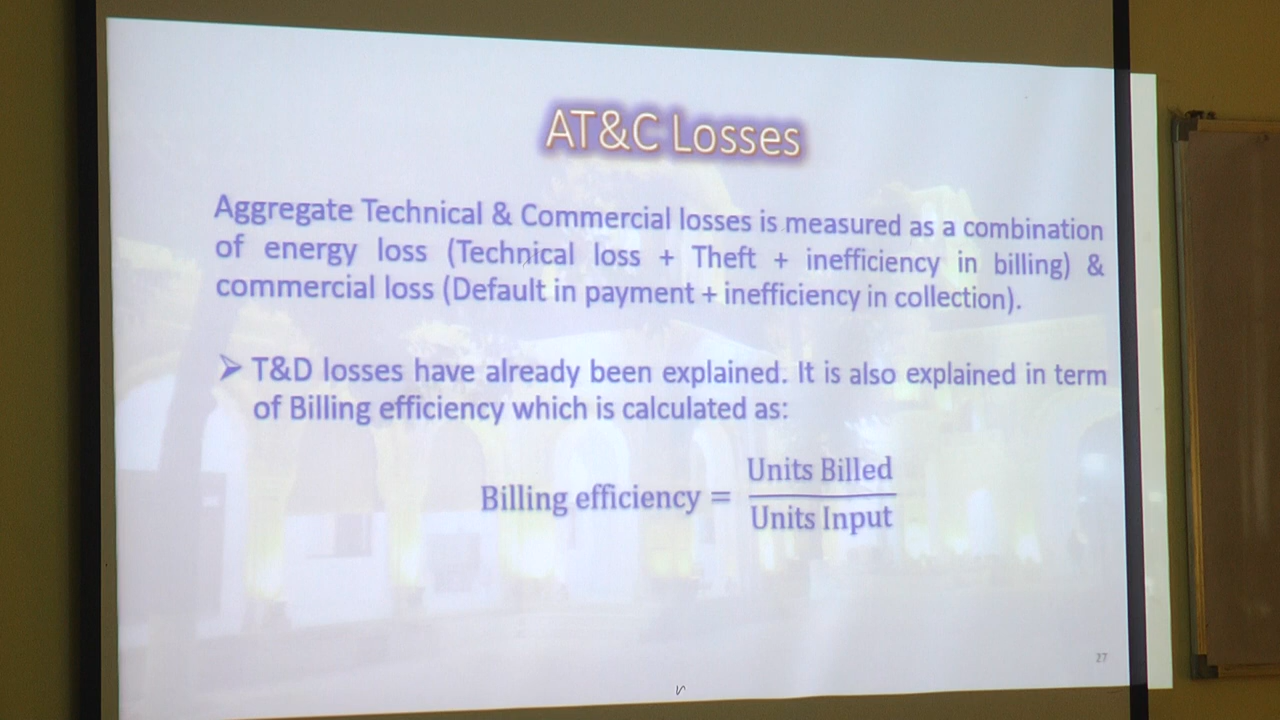 AT&C Losses
Aggregate Technical & Commercial losses is measured as a combination
of energy loss (Technical loss + Theft + inefficiency in billing) &
commercial loss (Default in payment + inefficiency in collection).
➤ T&D losses have already been explained. It is also explained in term
of Billing efficiency which is calculated as:
Billing efficiency = Units Billed
Units Input
27